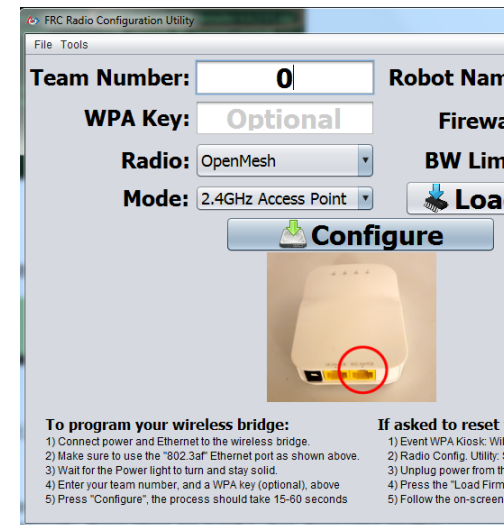 FRC Radio Configuration Utility
File Tools
Team Number: 0 Robot Nam
WPA Key: Optional Firewa
Radio: OpenMesh BW Lim
Mode: 2.4GHz Access Point Loa
Configure
To program your wireless bridge:
1) Connect power and Ethernet to the wireless bridge.
2) Make sure to use the "802.3af" Ethernet port as shown above.
3) Wait for the Power light to turn and stay solid.
4) Enter your team number, and a WPA key (optional), above
5) Press "Configure", the process should take 15-60 seconds
If asked to reset
1) Event WPA Kiosk: Wil
2) Radio Config. Utility: S
3) Unplug power from th
4) Press the "Load Firm
5) Follow the on-screen